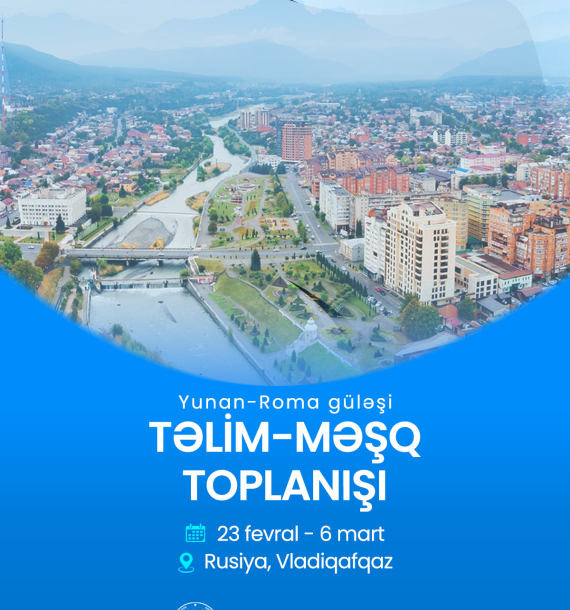 Yunan-Roma güləşi
TƏLİM-MƏŞQ
TOPLANIŞI
23 fevral - 6 mart
Rusiya, Vladiqafqaz